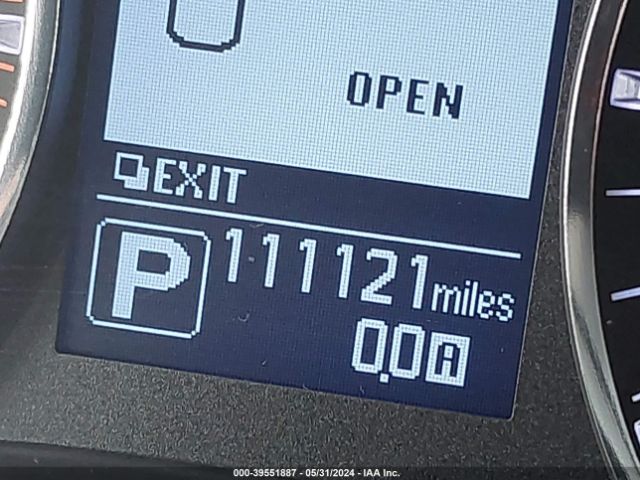 OPEN
EXIT
P 111121 miles
0.0 A
000-39551887 - 05/31/2024 - IAA Inc.